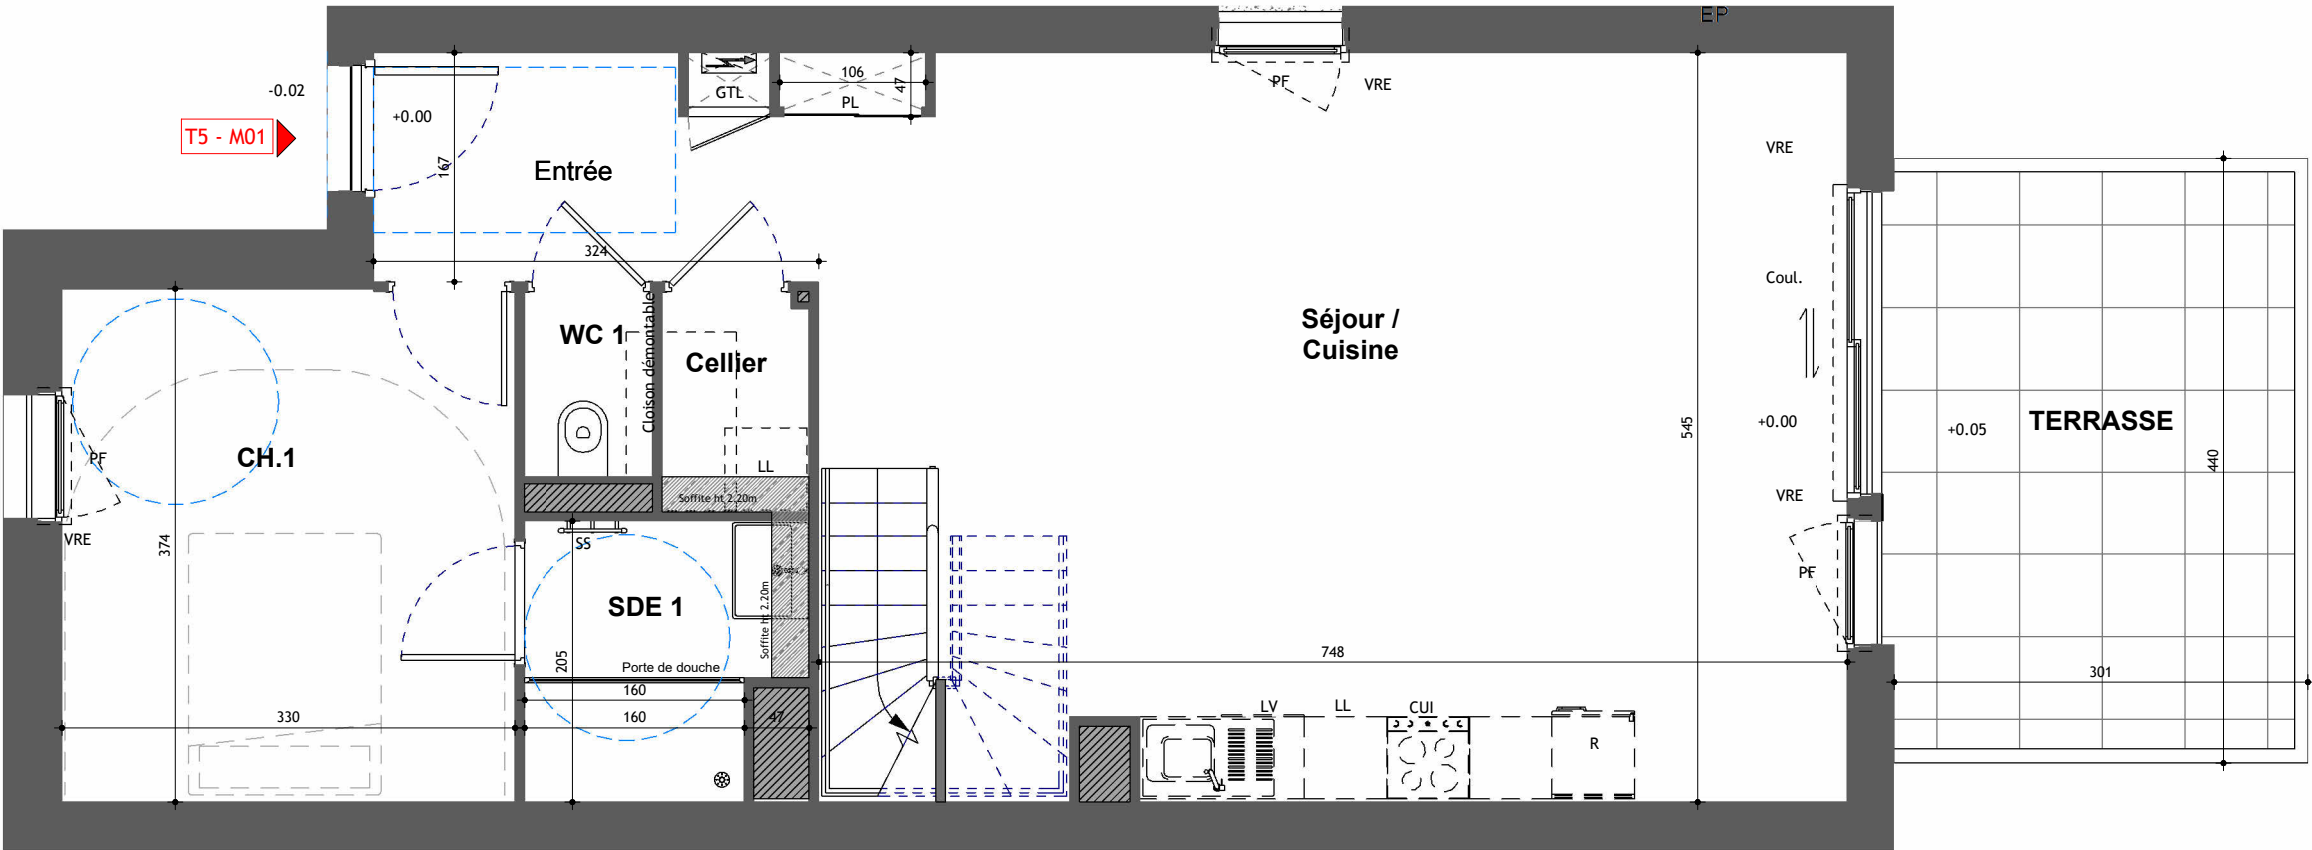 EP
-0.02
T5 - M01
+0.00
167
Entrée
324
GTL
106
47
PL
PF
VRE
VRE
Coul.
+0.00
VRE
PF
545
Séjour /
Cuisine
TERRASSE
+0.05
440
301
WC 1
Cloison démontable
Cellier
LL
Soffite ht 2.20m
CH.1
PF
VRE
374
330
SS
SDE 1
Soffite ht 2.20m
205
Porte de douche
160
160
47
748
LV
LL
CUI
R